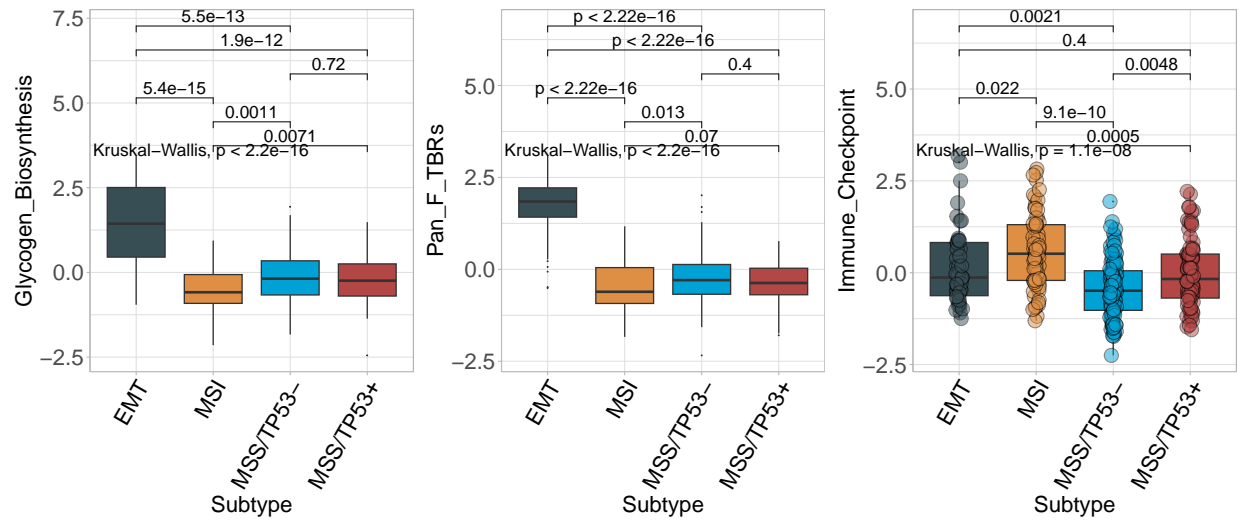 Glycogen_Biosynthesis
7.5
5.0
2.5
0.0
−2.5
5.5e−13
1.9e−12
0.72
5.4e−15
0.0011
0.0071
Kruskal−Wallis, p < 2.2e−16
EMT
MSI
MSS/TP53−
MSS/TP53+
Subtype
Pan_F_TBRs
5.0
2.5
0.0
−2.5
p < 2.22e−16
p < 2.22e−16
0.4
p < 2.22e−16
0.013
0.07
Kruskal−Wallis, p < 2.2e−16
EMT
MSI
MSS/TP53−
MSS/TP53+
Subtype
Immune_Checkpoint
5.0
2.5
0.0
−2.5
0.0021
0.4
0.0048
0.022
9.1e−10
0.0005
Kruskal−Wallis, p = 1.1e−08
EMT
MSI
MSS/TP53−
MSS/TP53+
Subtype